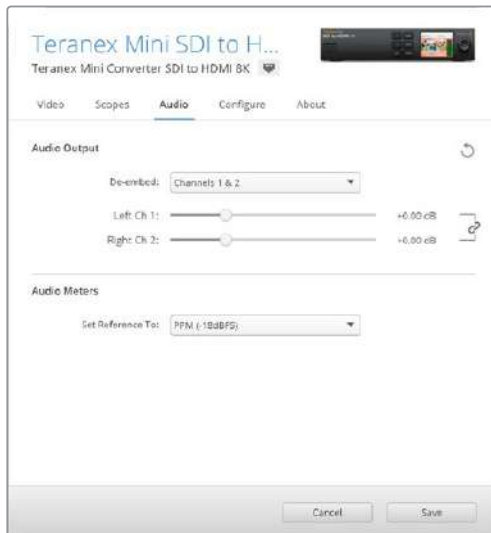 Teranex Mini SDI to H...
Teranex Mini Converter SDI to HDMI 8K
Video Scopes Audio Configure About
Audio Output
De-embed: Channels 1 & 2
Left Ch 1: +0.00 dB
Right Ch 2: +0.00 dB
Audio Meters
Set Reference To: PPM (-18dBFS)
Cancel Save